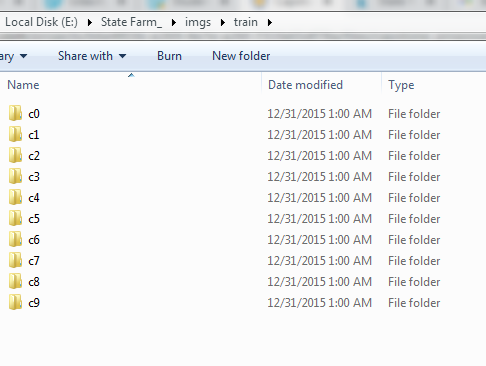 Local Disk (E:) State Farm_ imgs train
ary Share with Burn New folder
Name Date modified Type
c0 12/31/2015 1:00 AM File folder
c1 12/31/2015 1:00 AM File folder
c2 12/31/2015 1:00 AM File folder
c3 12/31/2015 1:00 AM File folder
c4 12/31/2015 1:00 AM File folder
c5 12/31/2015 1:00 AM File folder
c6 12/31/2015 1:00 AM File folder
c7 12/31/2015 1:00 AM File folder
c8 12/31/2015 1:00 AM File folder
c9 12/31/2015 1:00 AM File folder